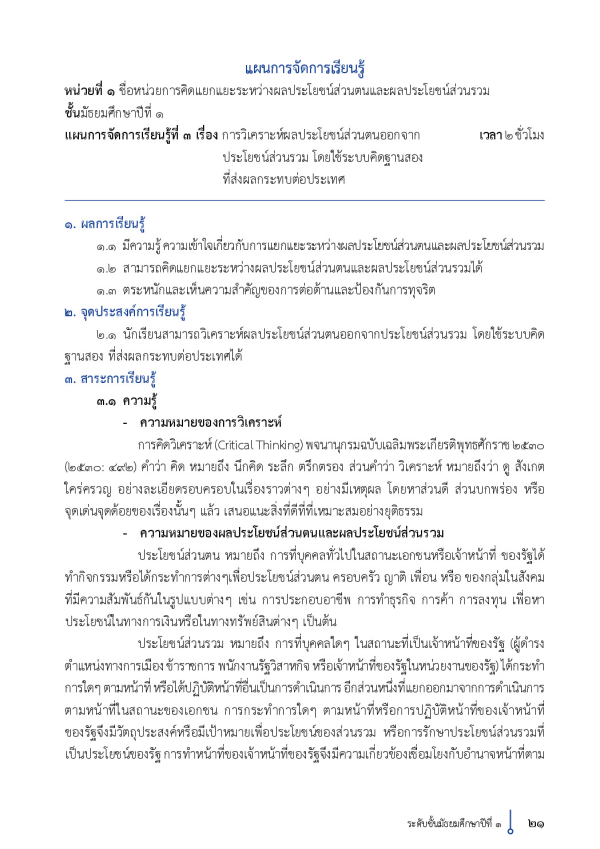 แผนการจัดการเรียนรู้
หน่วยที่ ๑ ชื่อหน่วยการคิดแยกแยะระหว่างผลประโยชน์ส่วนตนและผลประโยชน์ส่วนรวม
ชั้นมัธยมศึกษาปีที่ ๑
แผนการจัดการเรียนรู้ที่ ๓ เรื่อง การวิเคราะห์ผลประโยชน์ส่วนตนออกจาก เวลา ๒ ชั่วโมง
ประโยชน์ส่วนรวม โดยใช้ระบบคิดฐานสอง
ที่ส่งผลกระทบต่อประเทศ
๑. ผลการเรียนรู้
๑.๑ มีความรู้ ความเข้าใจเกี่ยวกับการแยกแยะระหว่างผลประโยชน์ส่วนตนและผลประโยชน์ส่วนรวม
๑.๒ สามารถคิดแยกแยะระหว่างผลประโยชน์ส่วนตนและผลประโยชน์ส่วนรวมได้
๑.๓ ตระหนักและเห็นความสำคัญของการต่อต้านและป้องกันการทุจริต
๒. จุดประสงค์การเรียนรู้
๒.๑ นักเรียนสามารถวิเคราะห์ผลประโยชน์ส่วนตนออกจากประโยชน์ส่วนรวม โดยใช้ระบบคิด
ฐานสอง ที่ส่งผลกระทบต่อประเทศได้
๓. สาระการเรียนรู้
๓.๑ ความรู้
- ความหมายของการวิเคราะห์
การคิดวิเคราะห์ (Critical Thinking) พจนานุกรมฉบับเฉลิมพระเกียรติพุทธศักราช ๒๕๓๐
(๒๕๓๐: ๔๙๒) คำว่า คิด หมายถึง นึกคิด ระลึก ตรึกตรอง ส่วนคำว่า วิเคราะห์ หมายถึงว่า ดู สังเกต
ใคร่ครวญ อย่างละเอียดรอบครอบในเรื่องราวต่างๆ อย่างมีเหตุผล โดยหาส่วนดี ส่วนบกพร่อง หรือ
จุดเด่นจุดด้อยของเรื่องนั้นๆ แล้ว เสนอแนะสิ่งที่ดีที่ที่เหมาะสมอย่างยุติธรรม
- ความหมายของผลประโยชน์ส่วนตนและผลประโยชน์ส่วนรวม
ประโยชน์ส่วนตน หมายถึง การที่บุคคลทั่วไปในสถานะเอกชนหรือเจ้าหน้าที่ ของรัฐได้
ทำกิจกรรมหรือได้กระทำการต่างๆเพื่อประโยชน์ส่วนตน ครอบครัว ญาติ เพื่อน หรือ ของกลุ่มในสังคม
ที่มีความสัมพันธ์กันในรูปแบบต่างๆ เช่น การประกอบอาชีพ การทำธุรกิจ การค้า การลงทุน เพื่อหา
ประโยชน์ในทางการเงินหรือในทางทรัพย์สินต่างๆ เป็นต้น
ประโยชน์ส่วนรวม หมายถึง การที่บุคคลใดๆ ในสถานะที่เป็นเจ้าหน้าที่ของรัฐ (ผู้ดำรง
ตำแหน่งทางการเมือง ข้าราชการ พนักงานรัฐวิสาหกิจ หรือเจ้าหน้าที่ของรัฐในหน่วยงานของรัฐ) ได้กระทำ
การใดๆ ตามหน้าที่ หรือได้ปฏิบัติหน้าที่อื่นเป็นการดำเนินการ อีกส่วนหนึ่งที่แยกออกมาจากการดำเนินการ
ตามหน้าที่ในสถานะของเอกชน การกระทำการใดๆ ตามหน้าที่หรือการปฏิบัติหน้าที่ของเจ้าหน้าที่
ของรัฐจึงมีวัตถุประสงค์หรือมีเป้าหมายเพื่อประโยชน์ของส่วนรวม หรือการรักษาประโยชน์ส่วนรวมที่
เป็นประโยชน์ของรัฐ การทำหน้าที่ของเจ้าหน้าที่ของรัฐจึงมีความเกี่ยวข้องเชื่อมโยงกับอำนาจหน้าที่ตาม
ระดับชั้นมัธยมศึกษาปีที่ ๑ ๒๑